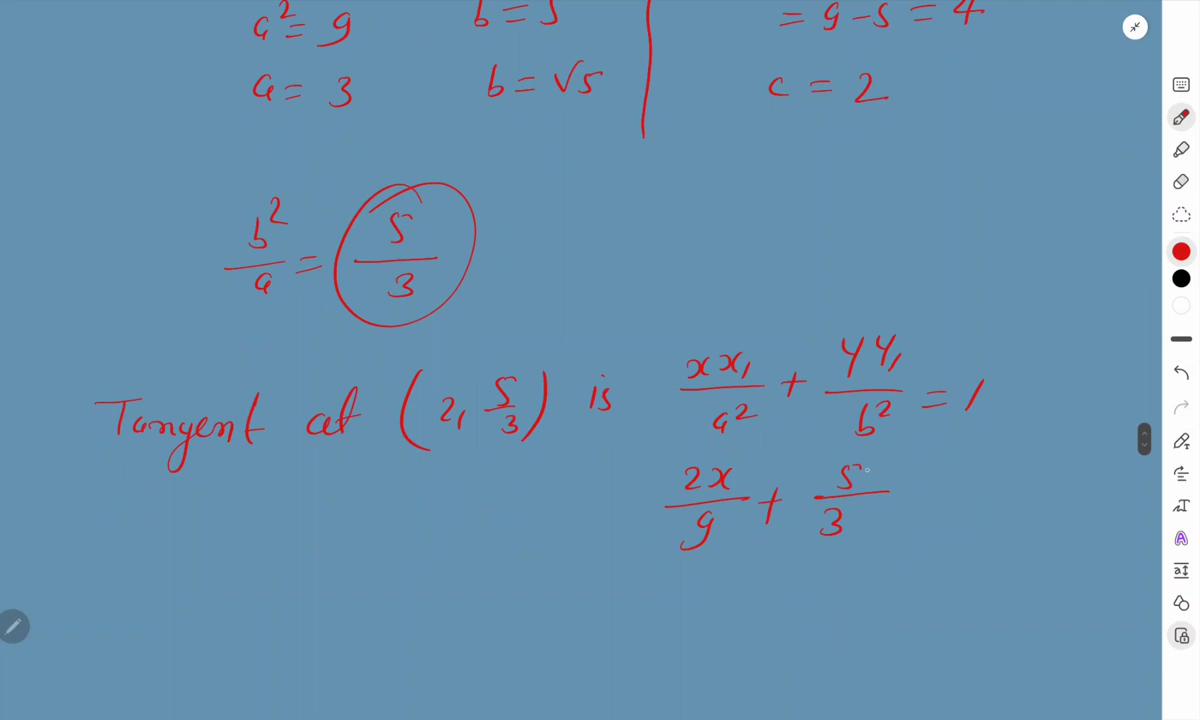 a² = 9 b = 5 = 9 - 5 = 4
a = 3 b = √5 c = 2
b²/a = 5/3
Tangent at (2, 5/3) is xx₁/a² + yy₁/b² = 1
2x/9 + 5/3